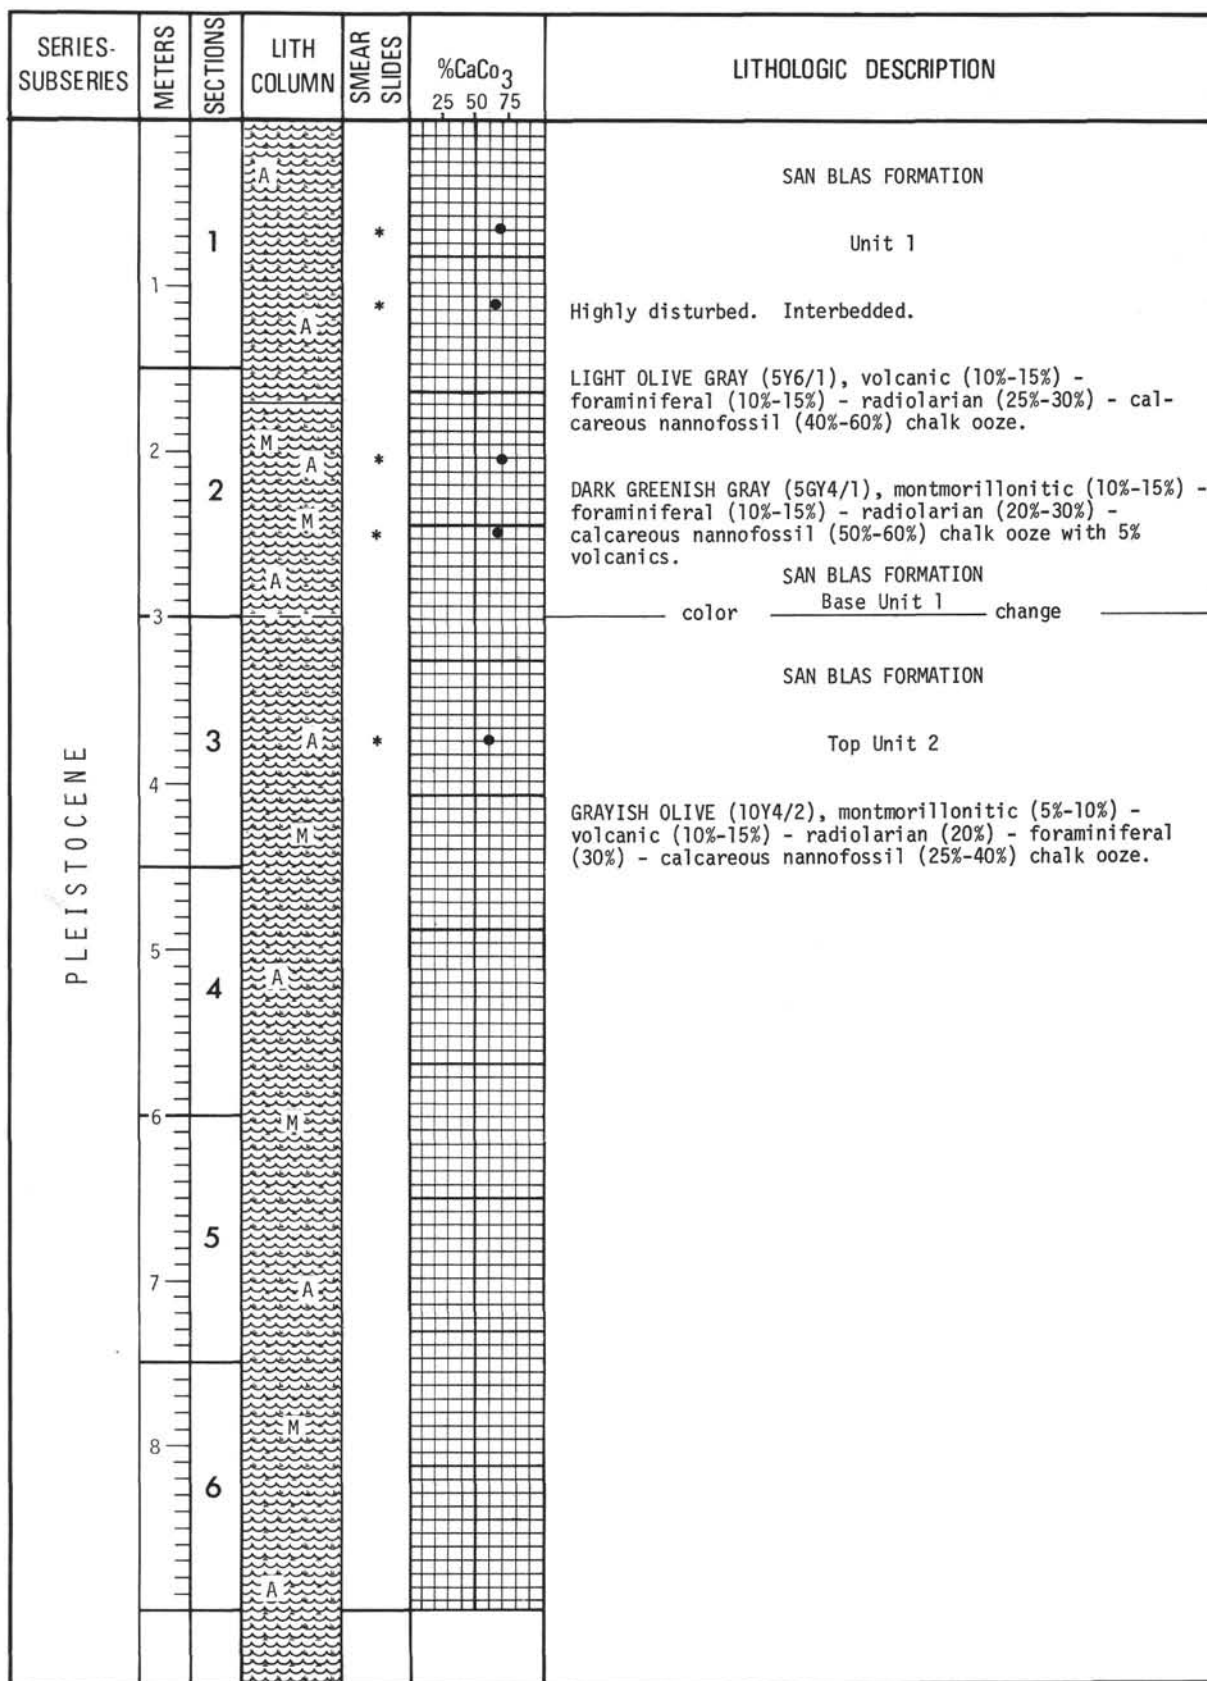 SERIES-
SUBSERIES
METERS
SECTIONS
LITH
COLUMN
SMEAR
SLIDES
%CaCo3
25 50 75
LITHOLOGIC DESCRIPTION
PLEISTOCENE
A
SAN BLAS FORMATION
1
Unit 1
*
1
*
Highly disturbed. Interbedded.
A
LIGHT OLIVE GRAY (5Y6/1), volcanic (10%-15%) -
foraminiferal (10%-15%) - radiolarian (25%-30%) - cal-
careous nannofossil (40%-60%) chalk ooze.
M
2
A
*
2
DARK GREENISH GRAY (5GY4/1), montmorillonitic (10%-15%) -
foraminiferal (10%-15%) - radiolarian (20%-30%) -
calcareous nannofossil (50%-60%) chalk ooze with 5%
volcanics.
M
*
A
SAN BLAS FORMATION
Base Unit 1
3
color change
SAN BLAS FORMATION
3
A
*
Top Unit 2
4
GRAYISH OLIVE (10Y4/2), montmorillonitic (5%-10%) -
volcanic (10%-15%) - radiolarian (20%) - foraminiferal
(30%) - calcareous nannofossil (25%-40%) chalk ooze.
M
5
A
4
6
M
5
7
A
M
8
6
A